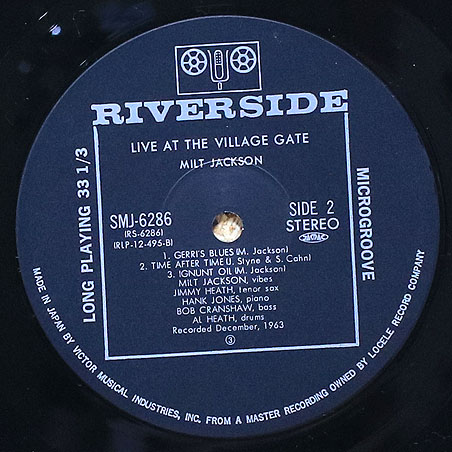 RIVERSIDE
LIVE AT THE VILLAGE GATE
MILT JACKSON
LONG PLAYING 33 1/3
MICROGROOVE
SMJ-6286
(RS-6286)
(RLP-12-495-B)
SIDE 2
STEREO
1. GERRI'S BLUES (M. Jackson)
2. TIME AFTER TIME (J. Slyne & S. Cahn)
3. IGNUNT OIL (M. Jackson)
MILT JACKSON, vibes
JIMMY HEATH, tenor sax
HANK JONES, piano
BOB CRANSHAW, bass
AL HEATH, drums
Recorded December, 1963
3
MADE IN JAPAN BY VICTOR MUSICAL INDUSTRIES, INC. FROM A MASTER RECORDING OWNED BY LOCELE RECORD COMPANY